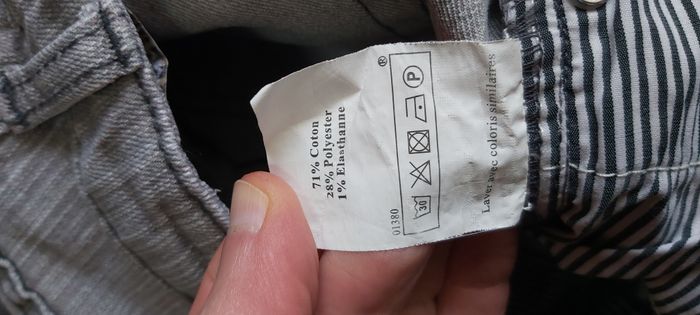 71% Coton
28% Polyester
1% Elasthanne
®
30
P
01380
Laver avec coloris similaires